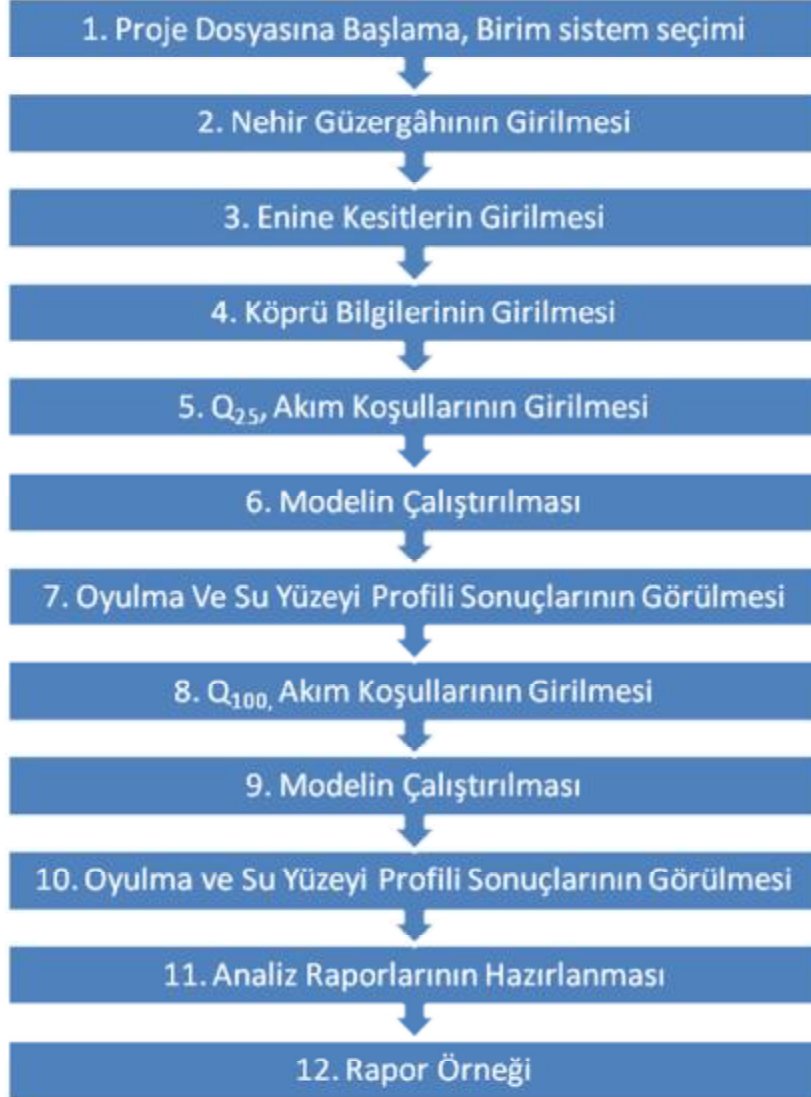 1. Proje Dosyasına Başlama, Birim sistem seçimi
2. Nehir Güzergâhının Girilmesi
3. Enine Kesitlerin Girilmesi
4. Köprü Bilgilerinin Girilmesi
5. Q25, Akım Koşullarının Girilmesi
6. Modelin Çalıştırılması
7. Oyulma Ve Su Yüzeyi Profili Sonuçlarının Görülmesi
8. Q100, Akım Koşullarının Girilmesi
9. Modelin Çalıştırılması
10. Oyulma ve Su Yüzeyi Profili Sonuçlarının Görülmesi
11. Analiz Raporlarının Hazırlanması
12. Rapor Örneği